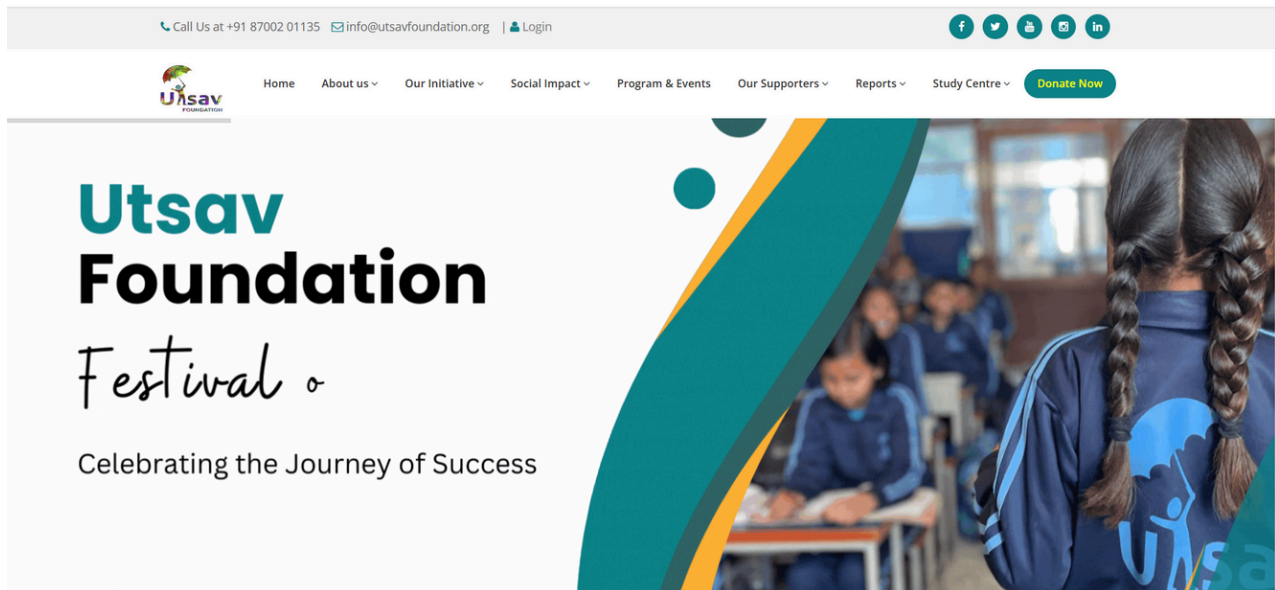 Call Us at +91 87002 01135 info@utsavfoundation.org | Login
Utsav
FOUNDATION
Home About us Our Initiative Social Impact Program & Events Our Supporters Reports Study Centre Donate Now
Utsav
Foundation
Festival o
Celebrating the Journey of Success
Utsa